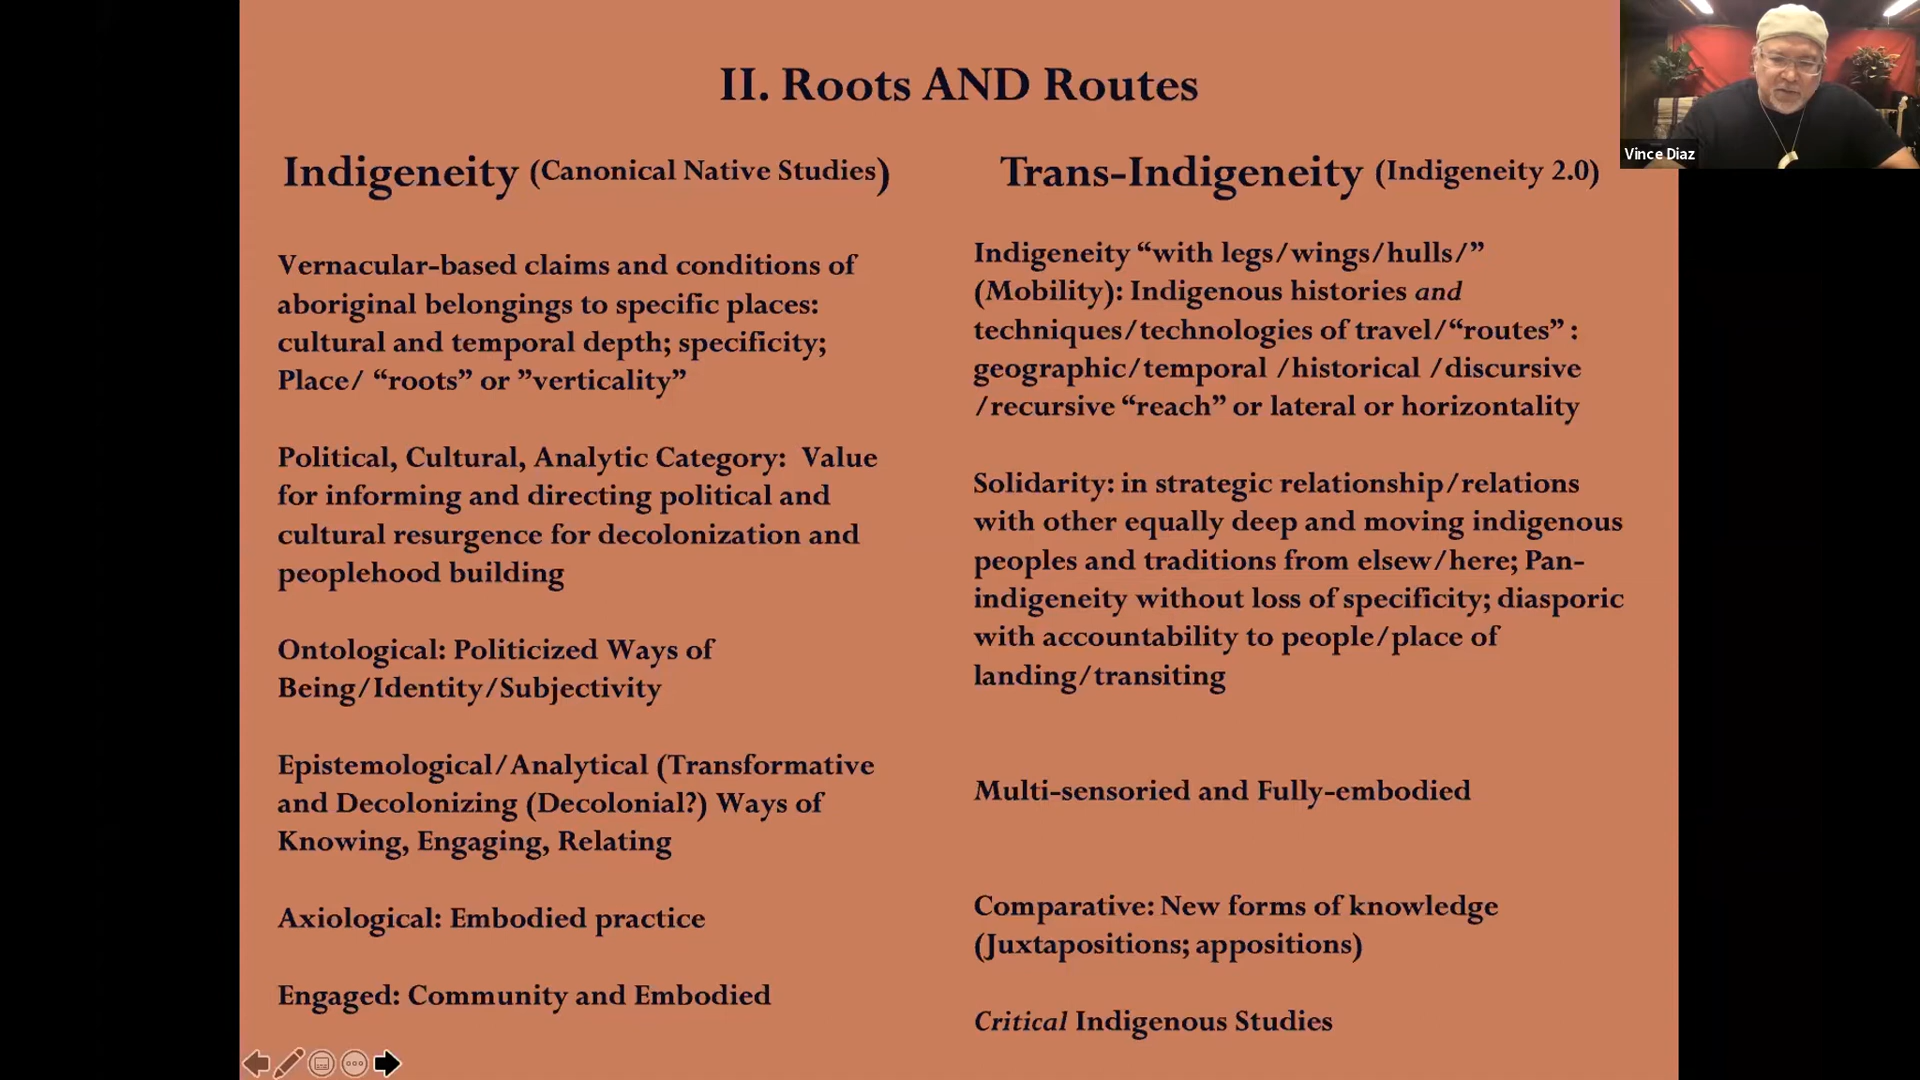 II. Roots AND Routes
Indigeneity (Canonical Native Studies)
Vernacular-based claims and conditions of
aboriginal belongings to specific places:
cultural and temporal depth; specificity;
Place/ “roots” or ”verticality”
Political, Cultural, Analytic Category:  Value
for informing and directing political and
cultural resurgence for decolonization and
peoplehood building
Ontological: Politicized Ways of
Being/Identity/Subjectivity
Epistemological/Analytical (Transformative
and Decolonizing (Decolonial?) Ways of
Knowing, Engaging, Relating
Axiological: Embodied practice
Engaged: Community and Embodied
Trans-Indigeneity (Indigeneity 2.0)
Indigeneity “with legs/wings/hulls/”
(Mobility): Indigenous histories and
techniques/technologies of travel/“routes” :
geographic/temporal /historical /discursive
/recursive “reach” or lateral or horizontality
Solidarity: in strategic relationship/relations
with other equally deep and moving indigenous
peoples and traditions from elsew/here; Pan-
indigeneity without loss of specificity; diasporic
with accountability to people/place of
landing/transiting
Multi-sensoried and Fully-embodied
Comparative: New forms of knowledge
(Juxtapositions; appositions)
Critical Indigenous Studies
Vince Diaz